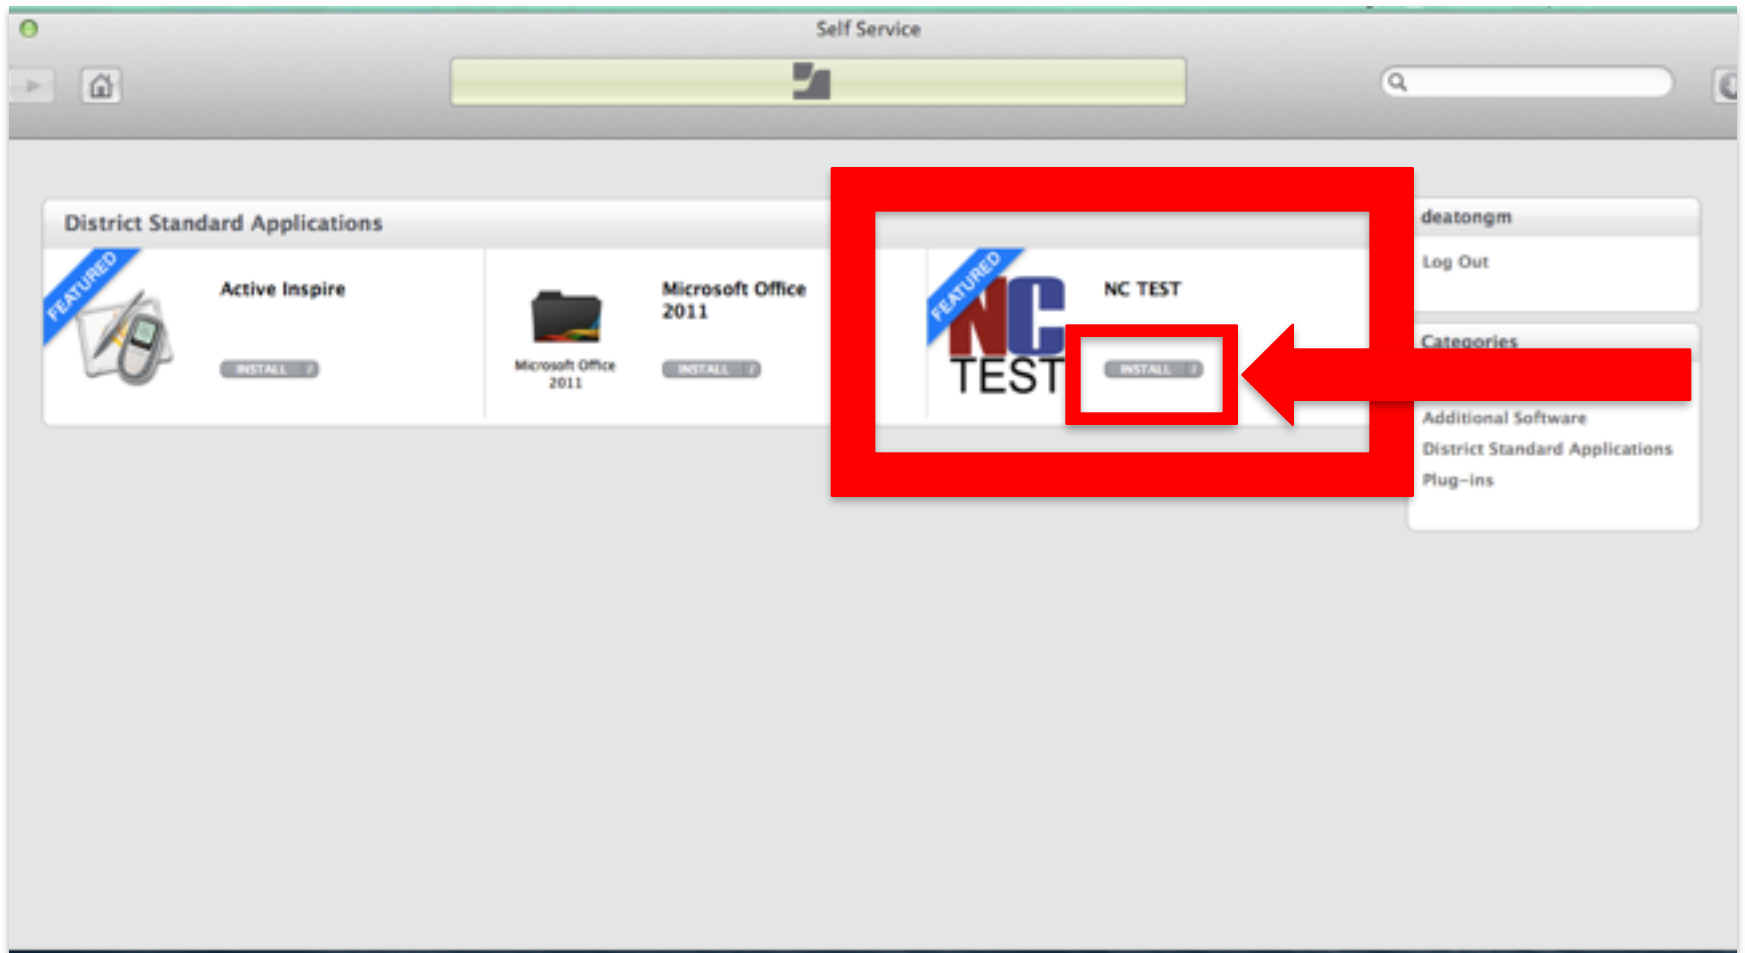 Self Service
District Standard Applications
FEATURED
Active Inspire
INSTALL i
Microsoft Office
2011
Microsoft Office
2011
INSTALL i
FEATURED
NC
TEST
NC TEST
INSTALL i
deatongm
Log Out
Categories
Additional Software
District Standard Applications
Plug-ins